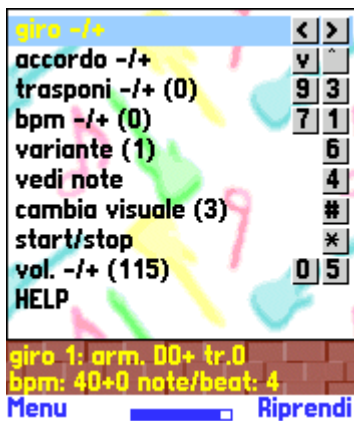 giro -/+ < >
accordo -/+ v ^
trasponi -/+ (0) 9 3
bpm -/+ (0) 7 1
variante (1) 6
vedi note 4
cambia visuale (3) #
start/stop *
vol. -/+ (115) 0 5
HELP
giro 1: arm. DO+ tr.0
bpm: 40+0 note/beat: 4
Menu Riprendi